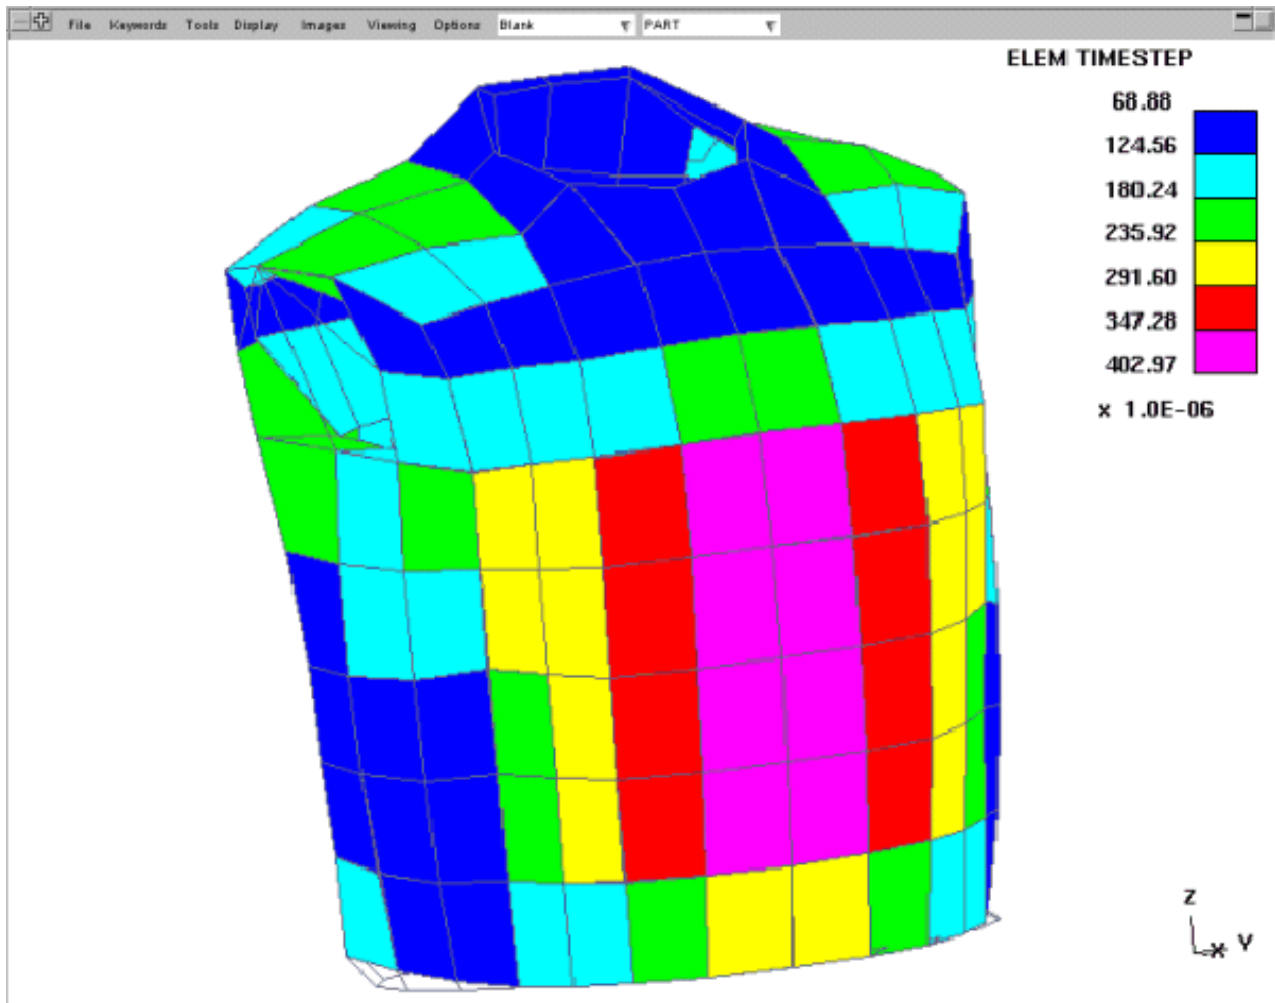 File Keywords Tools Display Images Viewing Options Blank PART
ELEM TIMESTEP
68.88
124.56
180.24
235.92
291.60
347.28
402.97
x 1.0E-06
Z
X Y